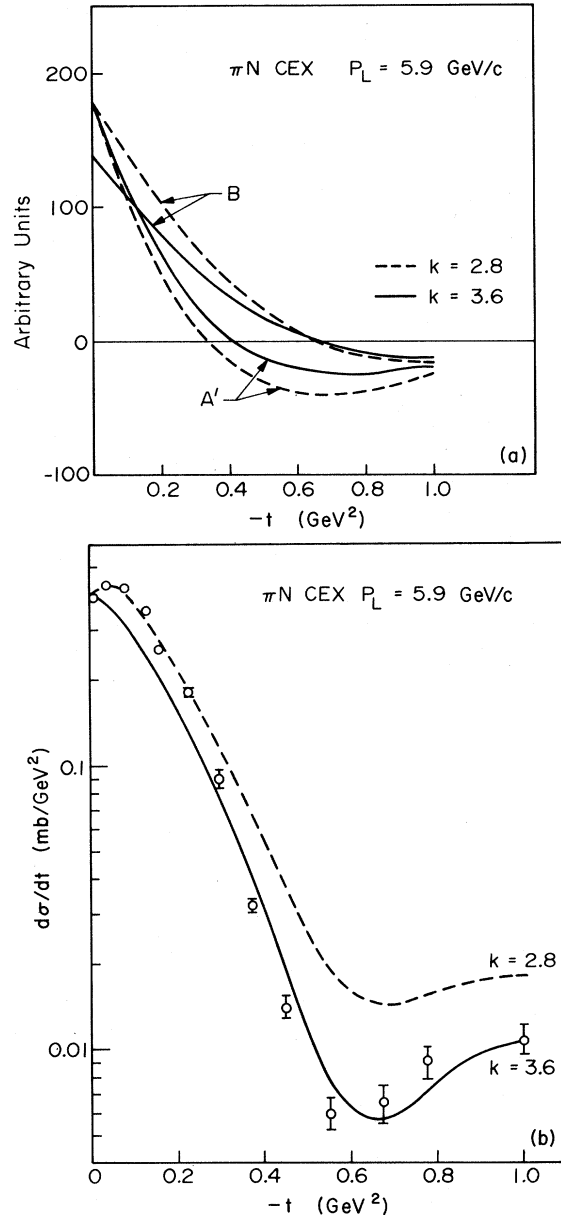 πN CEX P_L = 5.9 GeV/c
200
100
0
-100
Arbitrary Units
B
A′
k = 2.8
k = 3.6
0.2 0.4 0.6 0.8 1.0
−t (GeV²)
(a)
πN CEX P_L = 5.9 GeV/c
0.1
0.01
dσ/dt (mb/GeV²)
k = 2.8
k = 3.6
0 0.2 0.4 0.6 0.8 1.0
−t (GeV²)
(b)